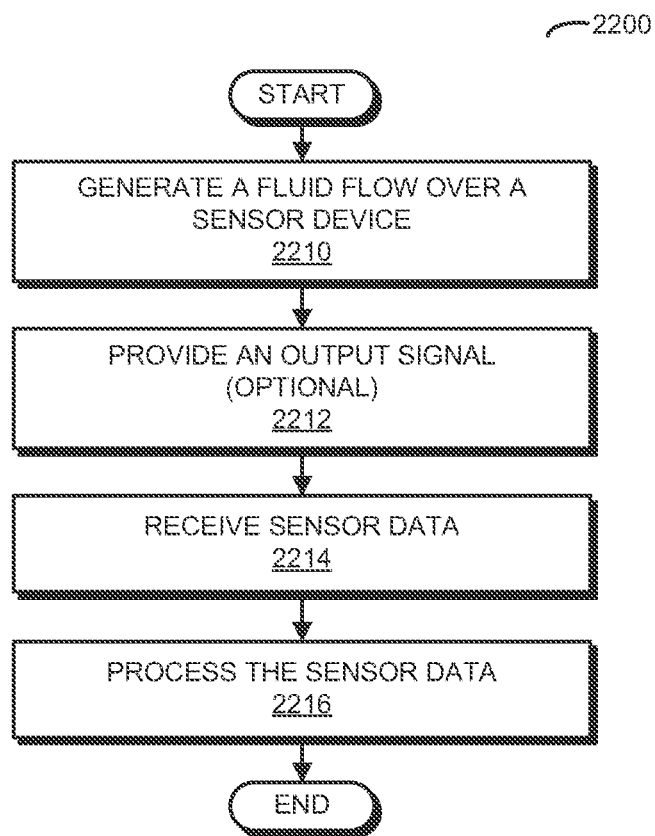 2200
START
GENERATE A FLUID FLOW OVER A
SENSOR DEVICE
2210
PROVIDE AN OUTPUT SIGNAL
(OPTIONAL)
2212
RECEIVE SENSOR DATA
2214
PROCESS THE SENSOR DATA
2216
END